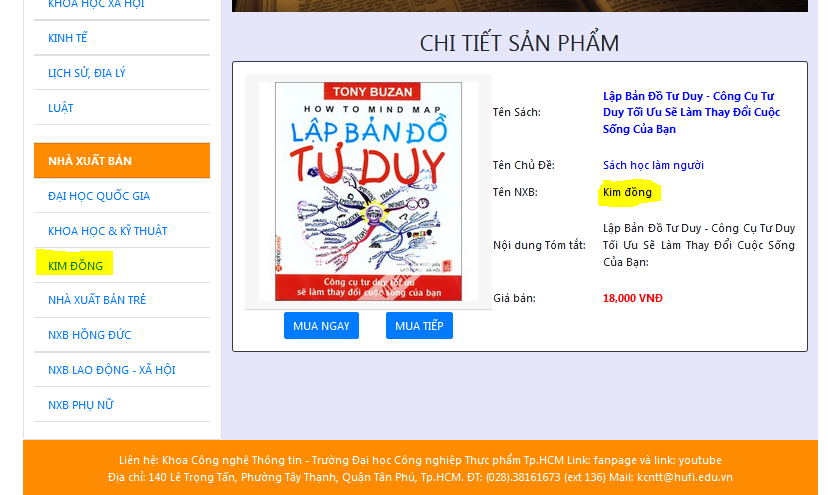 KHOA HỌC XÃ HỘI
KINH TẾ
LỊCH SỬ, ĐỊA LÝ
LUẬT
NHÀ XUẤT BẢN
ĐẠI HỌC QUỐC GIA
KHOA HỌC & KỸ THUẬT
KIM ĐỒNG
NHÀ XUẤT BẢN TRẺ
NXB HỒNG ĐỨC
NXB LAO ĐỘNG - XÃ HỘI
NXB PHỤ NỮ
CHI TIẾT SẢN PHẨM
TONY BUZAN
HOW TO MIND MAP
LẬP BẢN ĐỒ
TƯ DUY
Công cụ tư duy tối ưu
sẽ làm thay đổi cuộc sống của bạn
MUA NGAY
MUA TIẾP
Tên Sách:
Lập Bản Đồ Tư Duy - Công Cụ Tư
Duy Tối Ưu Sẽ Làm Thay Đổi Cuộc
Sống Của Bạn
Tên Chủ Đề:
Sách học làm người
Tên NXB:
Kim đồng
Nội dung Tóm tắt:
Lập Bản Đồ Tư Duy - Công Cụ Tư Duy
Tối Ưu Sẽ Làm Thay Đổi Cuộc Sống
Của Bạn:
Giá bán:
18,000 VNĐ
Liên hệ: Khoa Công nghệ Thông tin - Trường Đại học Công nghiệp Thực phẩm Tp.HCM Link: fanpage và link: youtube
Địa chỉ: 140 Lê Trọng Tấn, Phường Tây Thạnh, Quận Tân Phú, Tp.HCM. ĐT: (028).38161673 (ext 136) Mail: kcntt@hufi.edu.vn